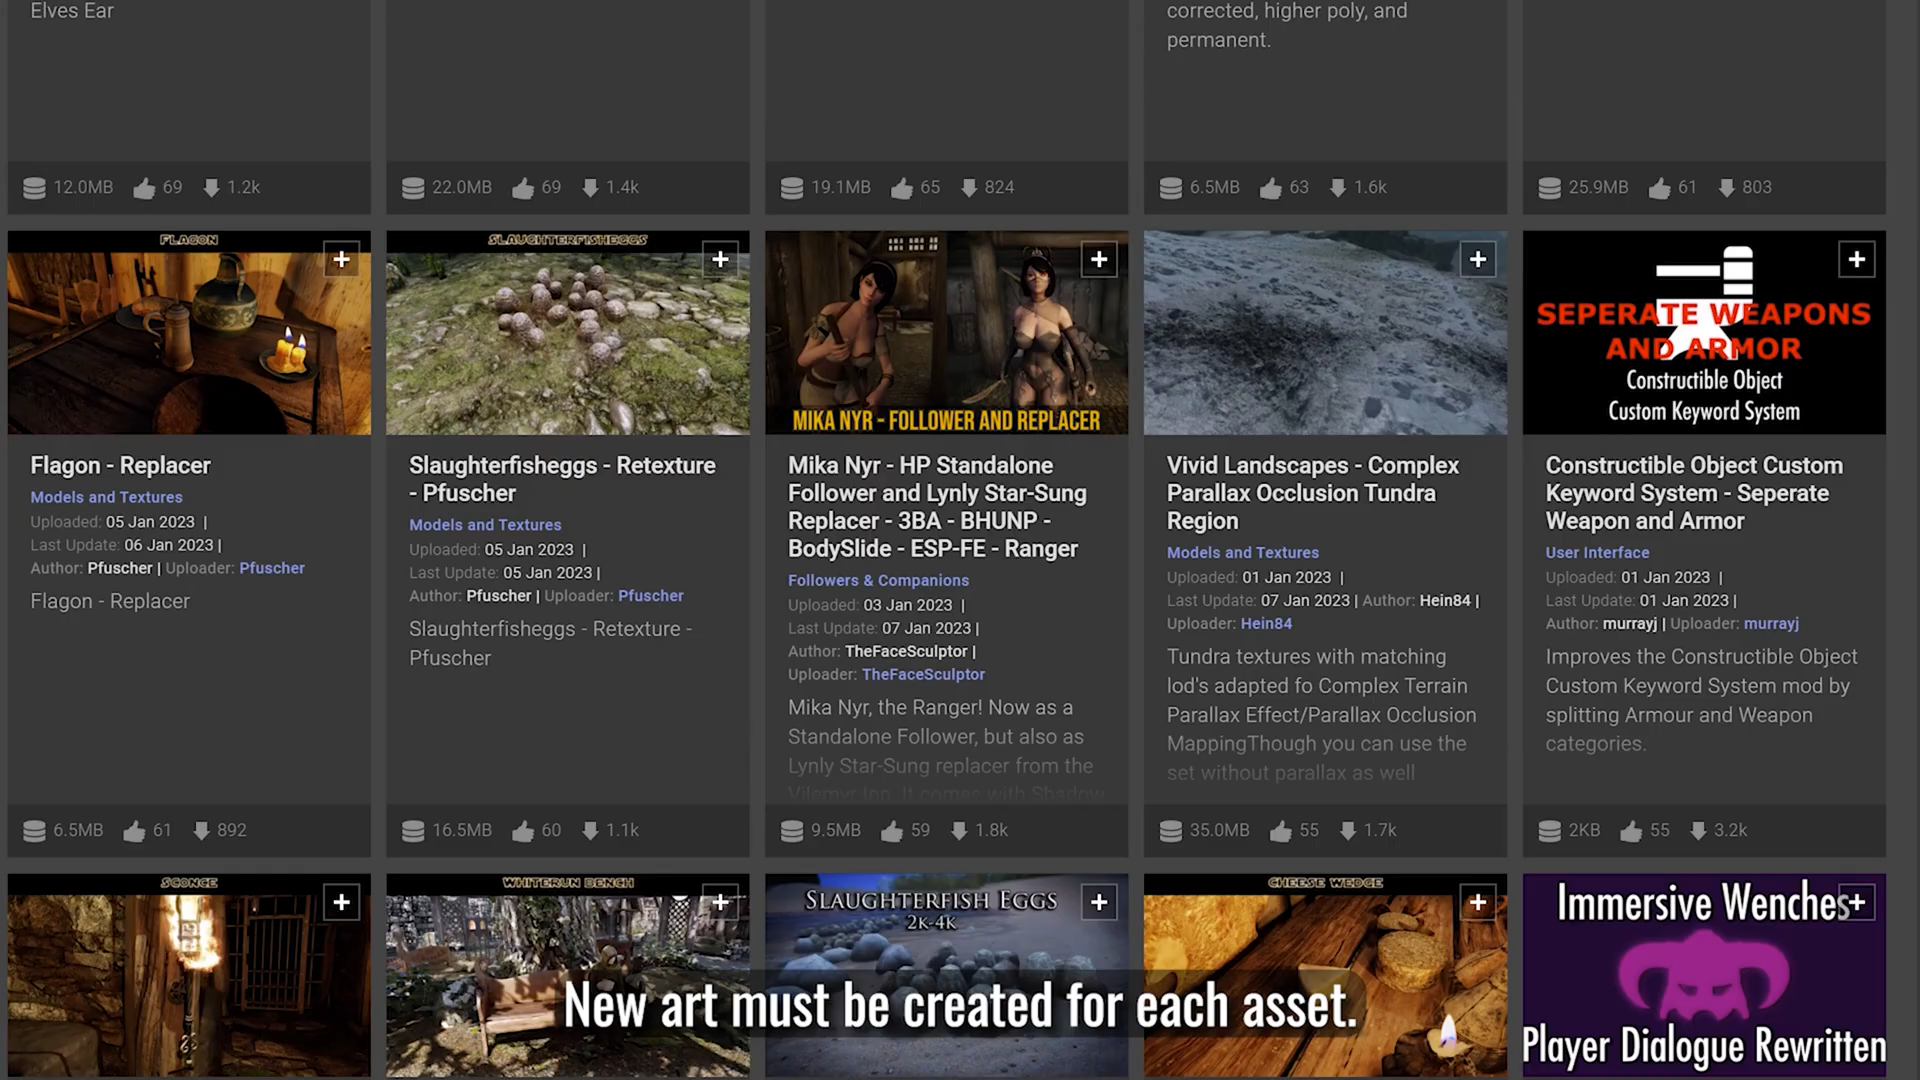 Elves Ear
corrected, higher poly, and
permanent.
12.0MB 69 1.2k
22.0MB 69 1.4k
19.1MB 65 824
6.5MB 63 1.6k
25.9MB 61 803
FLAGON
Flagon - Replacer
Models and Textures
Uploaded: 05 Jan 2023 |
Last Update: 06 Jan 2023 |
Author: Pfuscher | Uploader: Pfuscher
Flagon - Replacer
6.5MB 61 892
SLAUGHTERFISHEGGS
Slaughterfisheggs - Retexture
- Pfuscher
Models and Textures
Uploaded: 05 Jan 2023 |
Last Update: 05 Jan 2023 |
Author: Pfuscher | Uploader: Pfuscher
Slaughterfisheggs - Retexture -
Pfuscher
16.5MB 60 1.1k
MIKA NYR - FOLLOWER AND REPLACER
Mika Nyr - HP Standalone
Follower and Lynly Star-Sung
Replacer - 3BA - BHUNP -
BodySlide - ESP-FE - Ranger
Followers & Companions
Uploaded: 03 Jan 2023 |
Last Update: 07 Jan 2023 |
Author: TheFaceSculptor |
Uploader: TheFaceSculptor
Mika Nyr, the Ranger! Now as a
Standalone Follower, but also as
Lynly Star-Sung replacer from the
Vilemyr Inn. It comes with Shadow
9.5MB 59 1.8k
Vivid Landscapes - Complex
Parallax Occlusion Tundra
Region
Models and Textures
Uploaded: 01 Jan 2023 |
Last Update: 07 Jan 2023 | Author: Hein84 |
Uploader: Hein84
Tundra textures with matching
lod's adapted fo Complex Terrain
Parallax Effect/Parallax Occlusion
MappingThough you can use the
set without parallax as well
35.0MB 55 1.7k
SEPERATE WEAPONS
AND ARMOR
Constructible Object
Custom Keyword System
Constructible Object Custom
Keyword System - Seperate
Weapon and Armor
User Interface
Uploaded: 01 Jan 2023 |
Last Update: 01 Jan 2023 |
Author: murrayj | Uploader: murrayj
Improves the Constructible Object
Custom Keyword System mod by
splitting Armour and Weapon
categories.
2KB 55 3.2k
SCONCE
WHITERUN BENCH
SLAUGHTERFISH EGGS
2K-4K
CHEESE WEDGE
Immersive Wenches
Player Dialogue Rewritten
New art must be created for each asset.